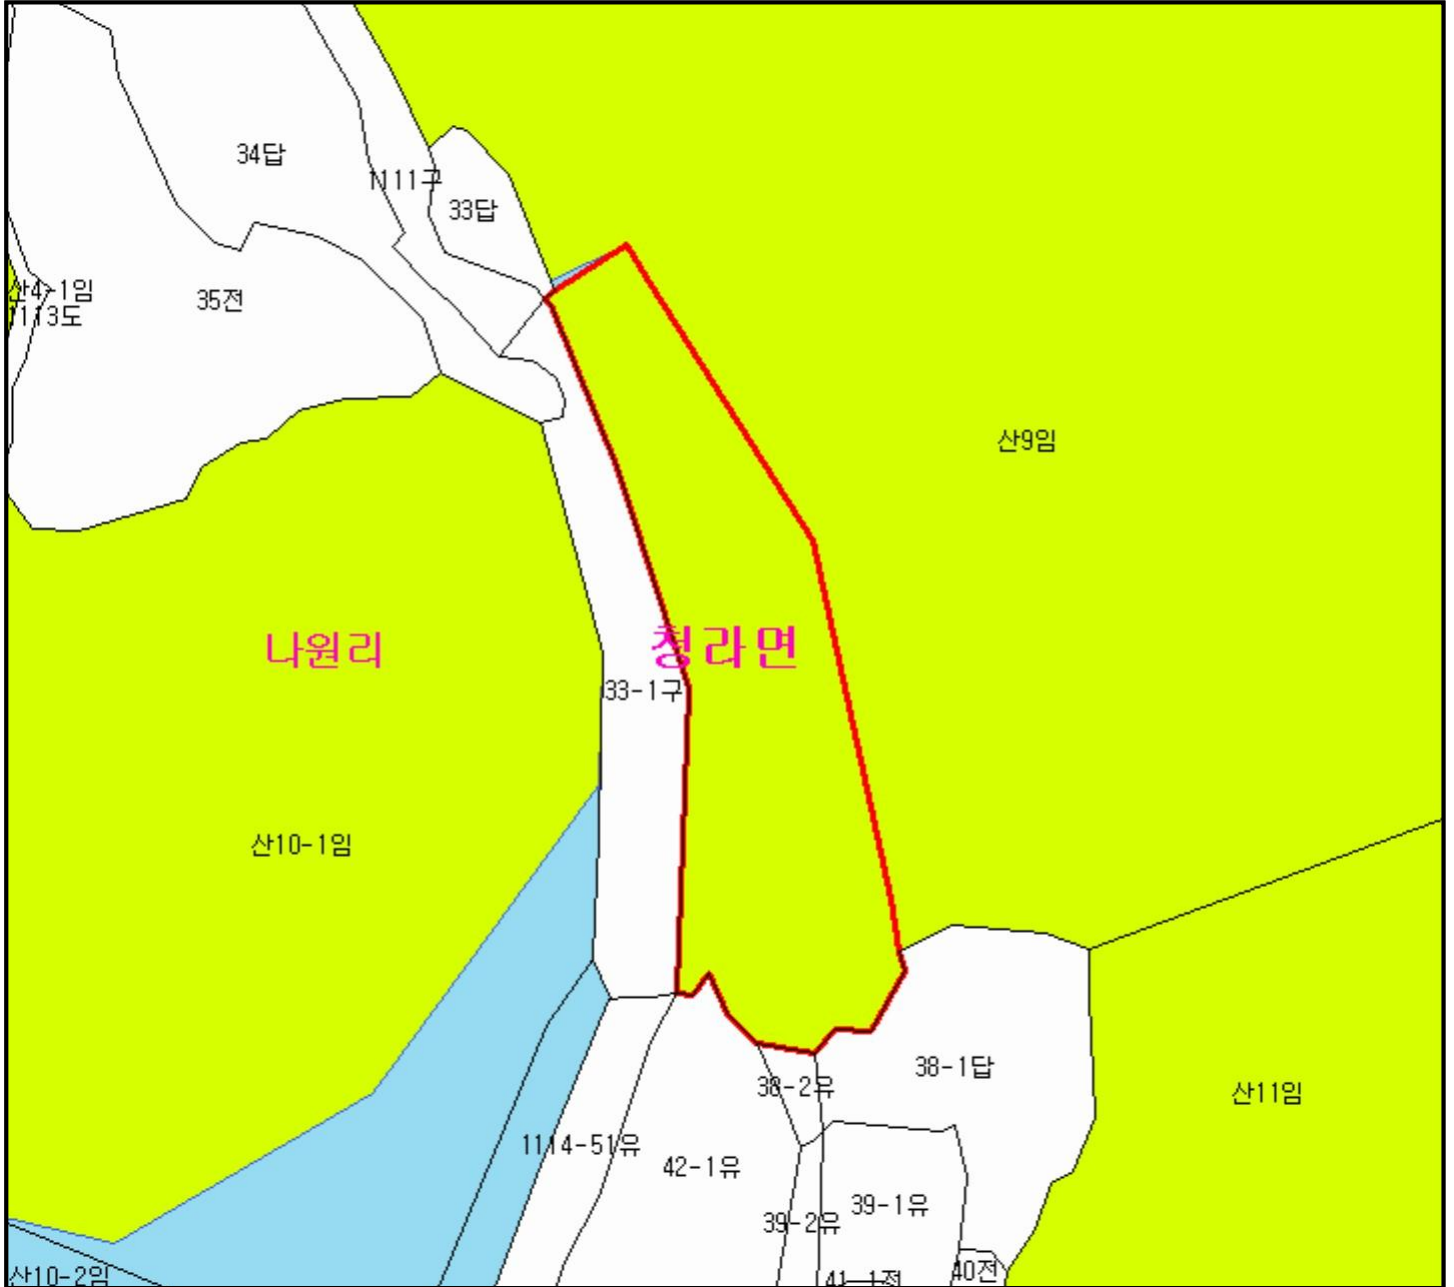 34답
1111구
33답
산4-1임
35전
1113도
산9임
나원리
청라면
33-1구
산10-1임
38-1답
38-2유
산11임
1114-51유
42-1유
39-1유
39-2유
40전
산10-2임
41-1전